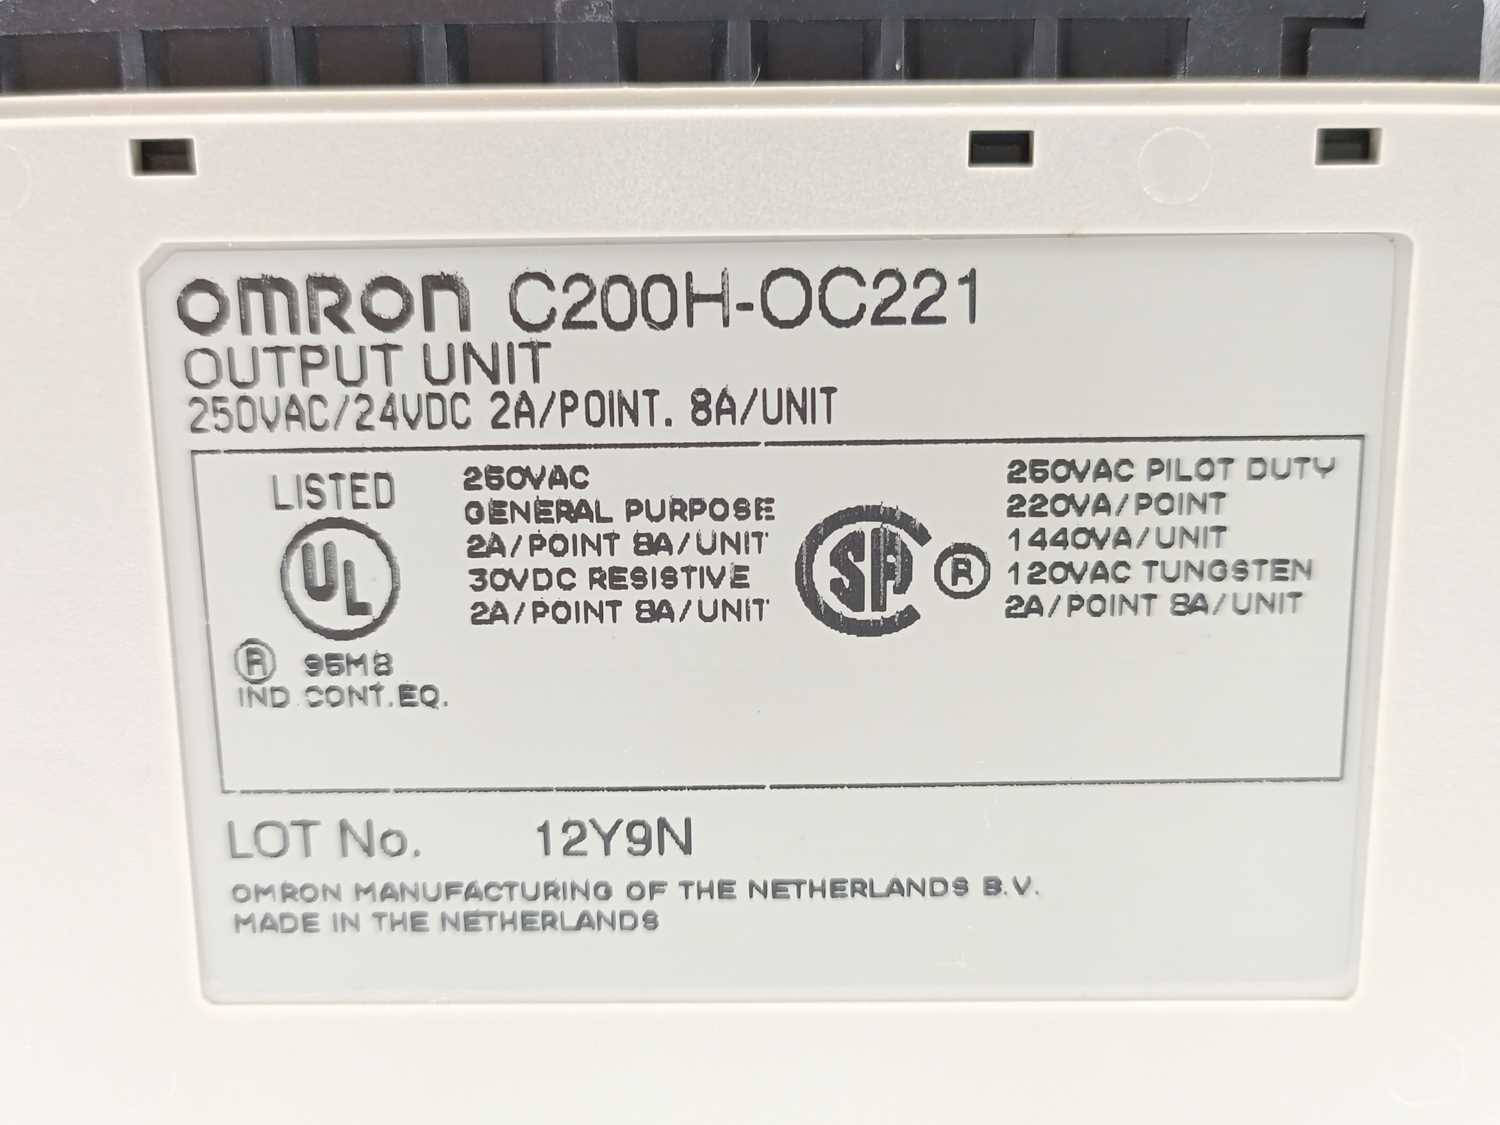 OMRON C200H-OC221
OUTPUT UNIT
250VAC/24VDC 2A/POINT. 8A/UNIT
LISTED
UL
® 95M8
IND.CONT.EQ.
250VAC
GENERAL PURPOSE
2A/POINT 8A/UNIT
30VDC RESISTIVE
2A/POINT 8A/UNIT
SA ®
250VAC PILOT DUTY
220VA/POINT
1440VA/UNIT
120VAC TUNGSTEN
2A/POINT 8A/UNIT
LOT No. 12Y9N
OMRON MANUFACTURING OF THE NETHERLANDS B.V.
MADE IN THE NETHERLANDS